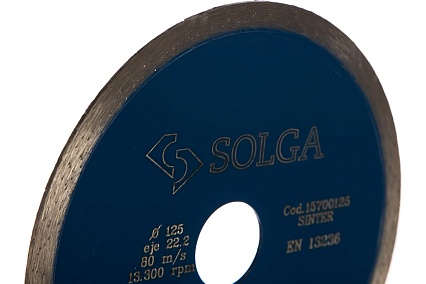 SOLGA
Ø 125
eje 22.2
80 m/s
13.300 rpm
Cod.15700125
SINTER
EN 13236